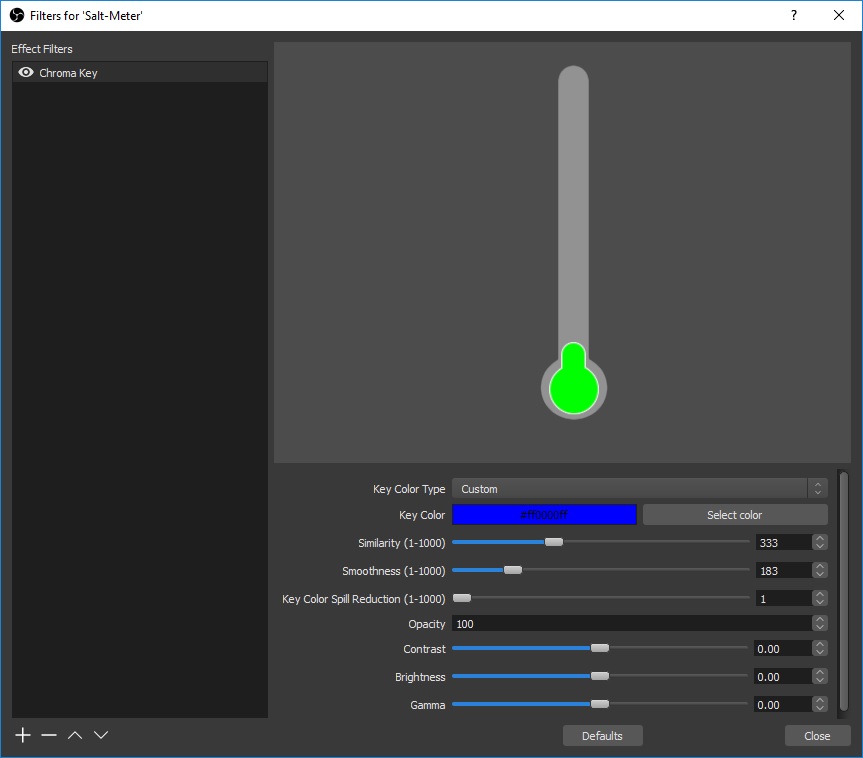 Filters for 'Salt-Meter'
?
Effect Filters
Chroma Key
Key Color Type Custom
Key Color #ff0000ff Select color
Similarity (1-1000) 333
Smoothness (1-1000) 183
Key Color Spill Reduction (1-1000) 1
Opacity 100
Contrast 0.00
Brightness 0.00
Gamma 0.00
Defaults Close